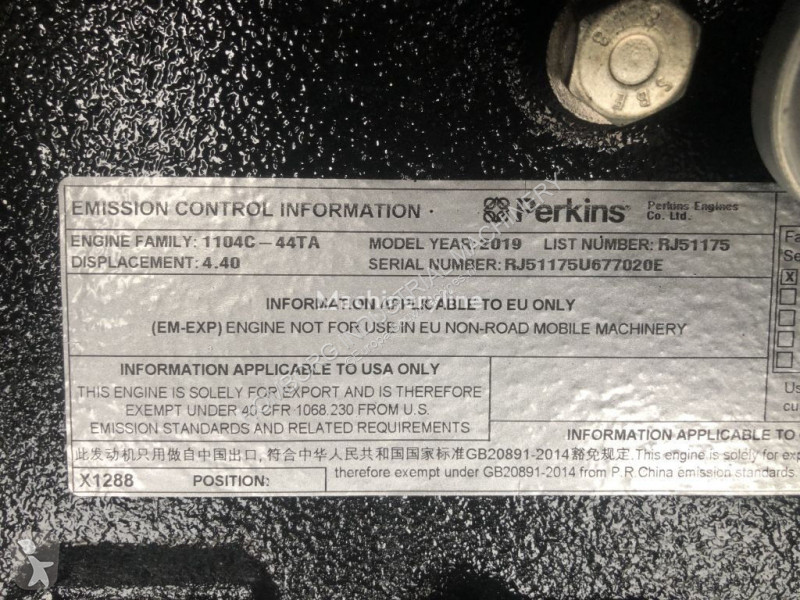 EMISSION CONTROL INFORMATION · Perkins Perkins Engines Co. Ltd.
ENGINE FAMILY: 1104C-44TA MODEL YEAR: 2019 LIST NUMBER: RJ51175
DISPLACEMENT: 4.40 SERIAL NUMBER: RJ51175U677020E
Fa
Se
X
INFORMATION APPLICABLE TO EU ONLY
(EM-EXP) ENGINE NOT FOR USE IN EU NON-ROAD MOBILE MACHINERY
INFORMATION APPLICABLE TO USA ONLY
THIS ENGINE IS SOLELY FOR EXPORT AND IS THEREFORE
EXEMPT UNDER 40 CFR 1068.230 FROM U.S.
EMISSION STANDARDS AND RELATED REQUIREMENTS
Us
cu
INFORMATION APPLICABLE TO
此发动机只用做自中国出口,符合中华人民共和国国家标准GB20891-2014豁免规定.This engine is solely for exp
therefore exempt under GB20891-2014 from P.R.China emission standards
X1288 POSITION: